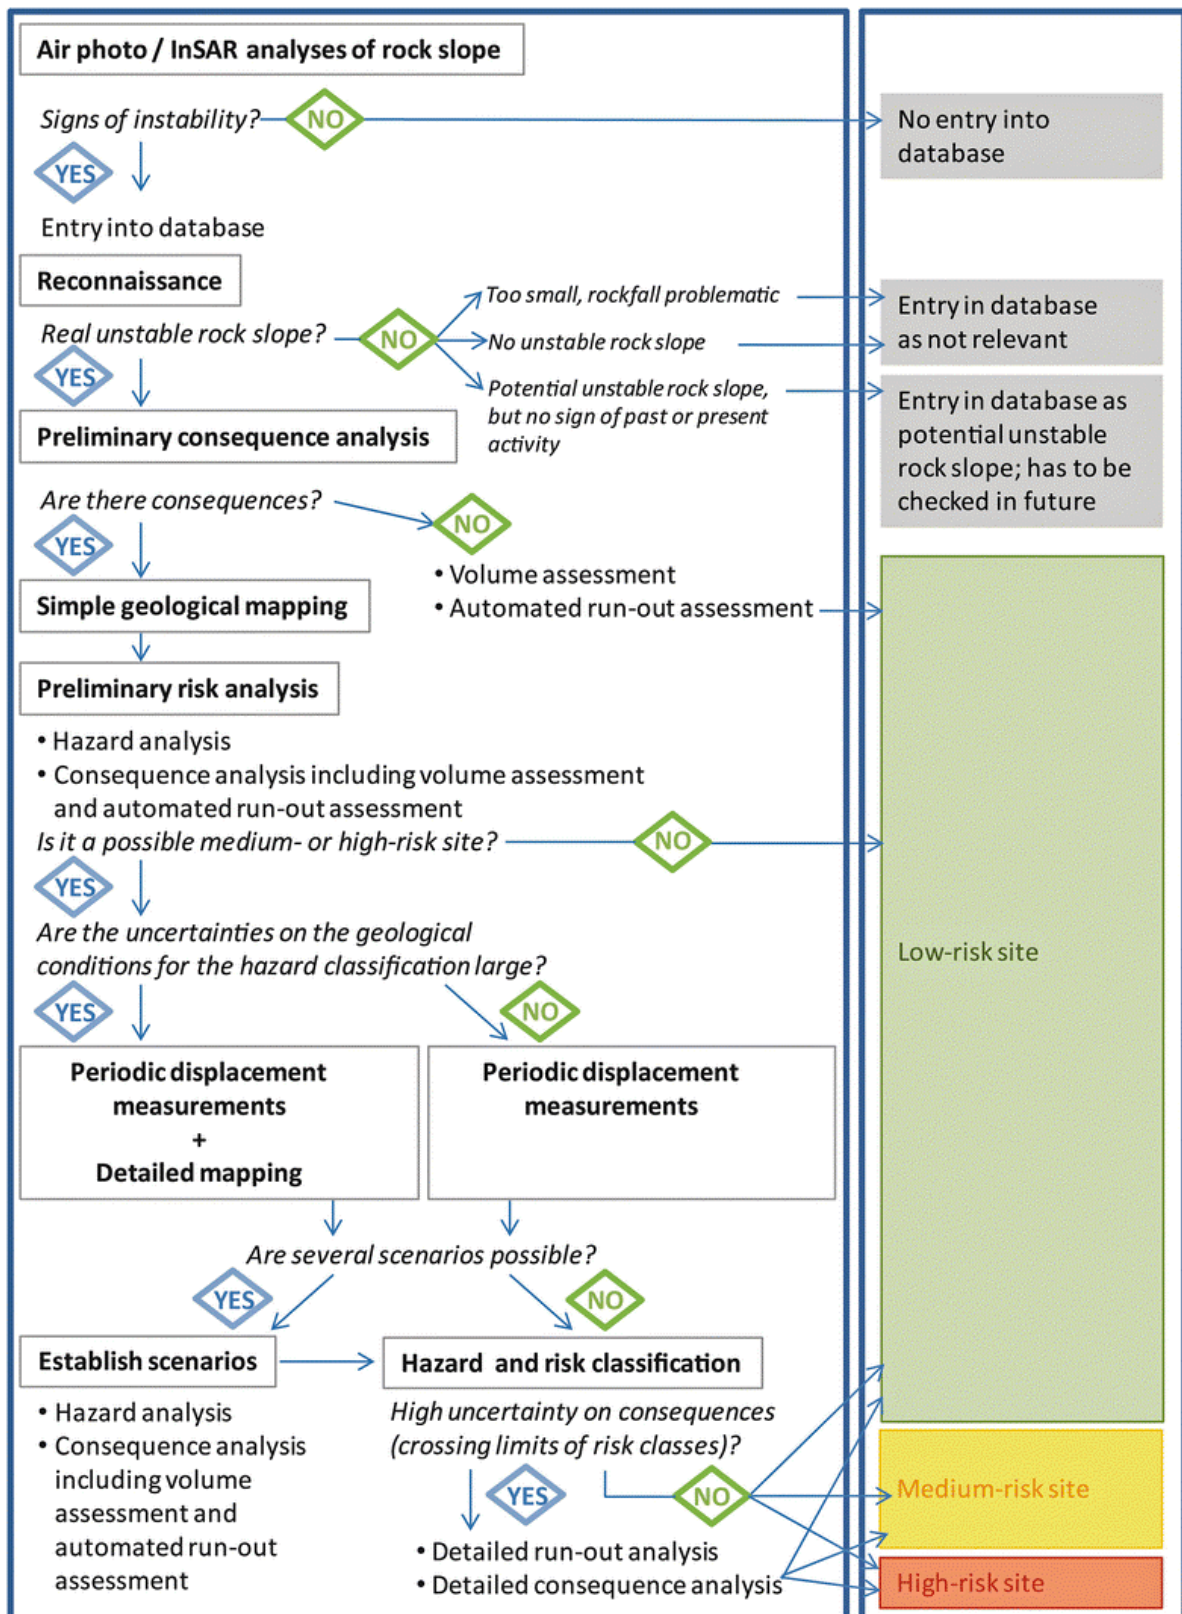 Air photo / InSAR analyses of rock slope
Signs of instability?
NO
No entry into
database
YES
Entry into database
Reconnaissance
Real unstable rock slope?
NO
Too small, rockfall problematic
No unstable rock slope
Potential unstable rock slope,
but no sign of past or present
activity
Entry in database
as not relevant
Entry in database as
potential unstable
rock slope; has to be
checked in future
YES
Preliminary consequence analysis
Are there consequences?
NO
• Volume assessment
• Automated run-out assessment
YES
Simple geological mapping
Preliminary risk analysis
• Hazard analysis
• Consequence analysis including volume assessment
and automated run-out assessment
Is it a possible medium- or high-risk site?
NO
YES
Low-risk site
Are the uncertainties on the geological
conditions for the hazard classification large?
YES
NO
Periodic displacement
measurements
+
Detailed mapping
Periodic displacement
measurements
Are several scenarios possible?
YES
NO
Establish scenarios
• Hazard analysis
• Consequence analysis
including volume
assessment and
automated run-out
assessment
Hazard and risk classification
High uncertainty on consequences
(crossing limits of risk classes)?
YES
NO
• Detailed run-out analysis
• Detailed consequence analysis
Medium-risk site
High-risk site